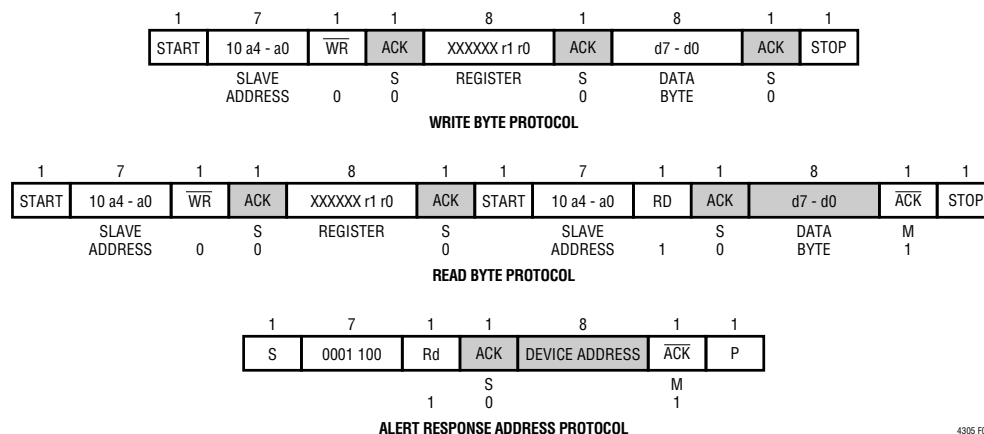 1 7 1 1 8 1 8 1 1
START 10 a4 - a0 WR ACK XXXXXX r1 r0 ACK d7 - d0 ACK STOP
SLAVE S REGISTER S DATA S
ADDRESS 0 0 0 BYTE 0
WRITE BYTE PROTOCOL
1 7 1 1 8 1 1 7 1 1 8 1 1
START 10 a4 - a0 WR ACK XXXXXX r1 r0 ACK START 10 a4 - a0 RD ACK d7 - d0 ACK STOP
SLAVE S REGISTER S SLAVE S DATA M
ADDRESS 0 0 0 ADDRESS 1 0 BYTE 1
READ BYTE PROTOCOL
1 7 1 1 8 1 1
S 0001 100 Rd ACK DEVICE ADDRESS ACK P
S M
1 0 1
ALERT RESPONSE ADDRESS PROTOCOL
4305